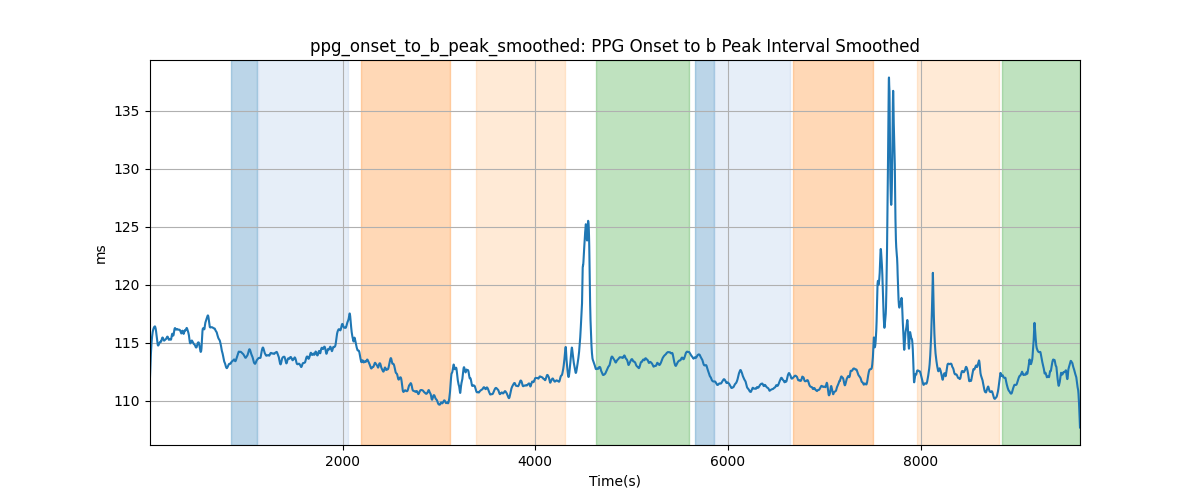 ppg_onset_to_b_peak_smoothed: PPG Onset to b Peak Interval Smoothed
135
130
125
120
115
110
ms
2000 4000 6000 8000
Time(s)